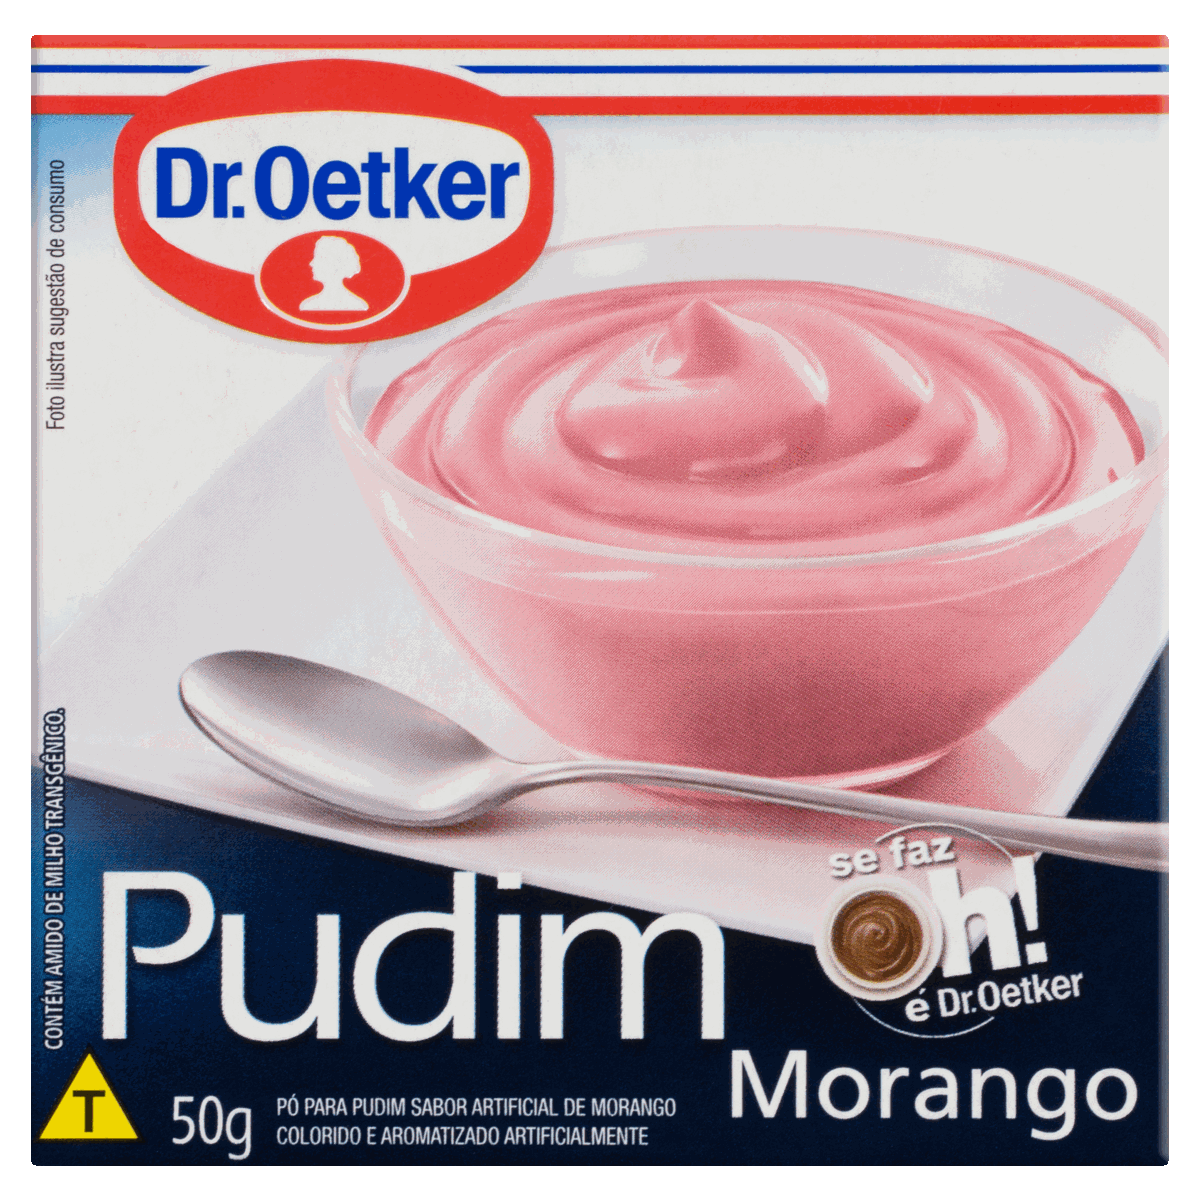 Dr.Oetker
Foto ilustra sugestão de consumo
CONTÉM AMIDO DE MILHO TRANSGÊNICO.
se faz
Oh!
é Dr.Oetker
Pudim
Morango
T
50g
PÓ PARA PUDIM SABOR ARTIFICIAL DE MORANGO
COLORIDO E AROMATIZADO ARTIFICIALMENTE